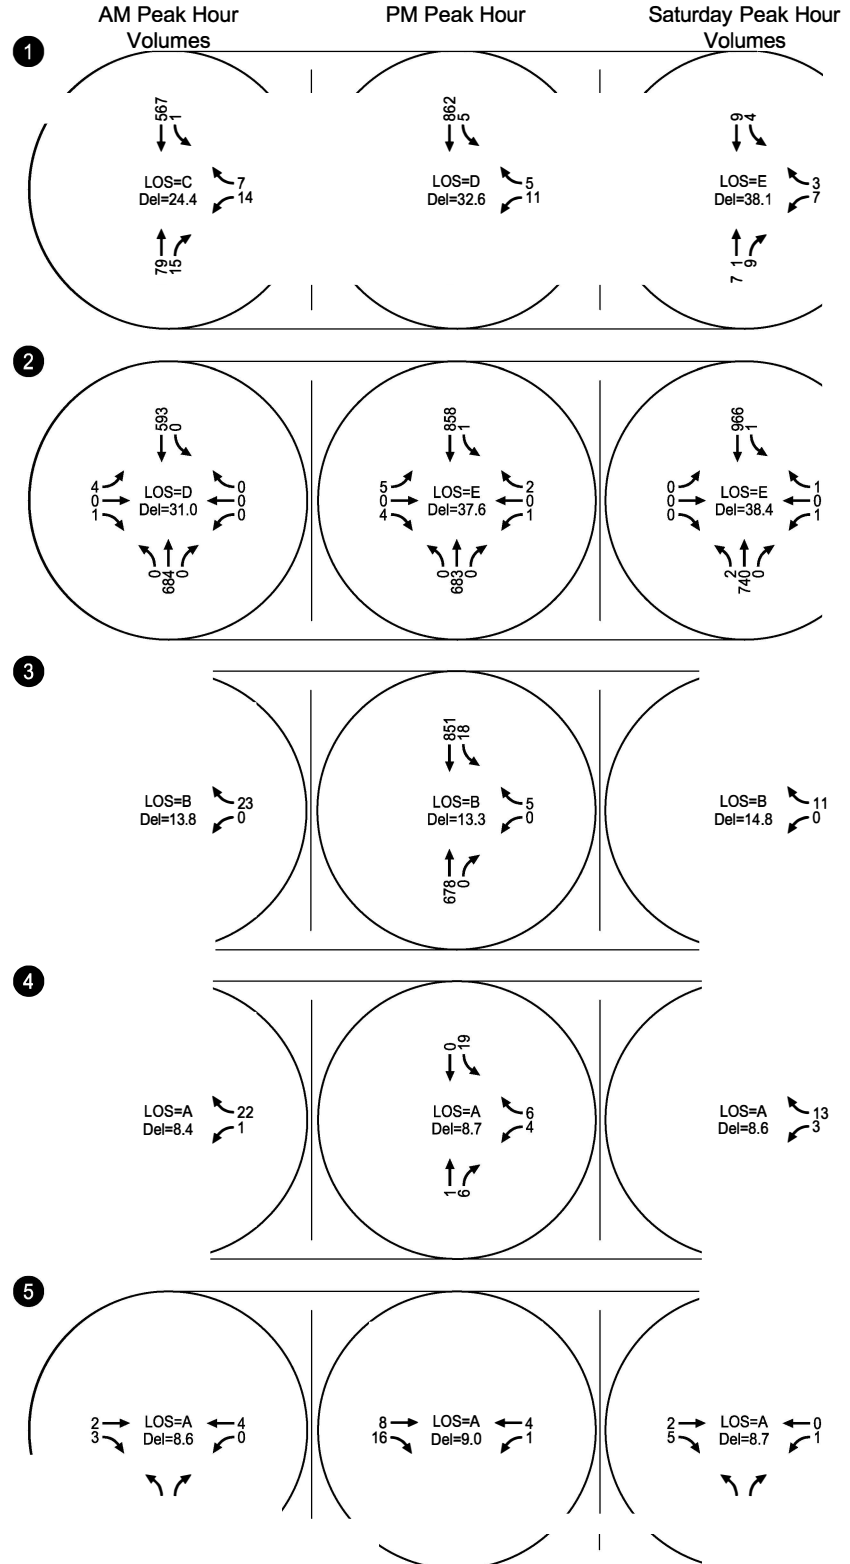 AM Peak Hour
Volumes
PM Peak Hour
Saturday Peak Hour
Volumes
1
567
1
LOS=C
Del=24.4
7
14
79
15
862
5
LOS=D
Del=32.6
5
11
9
4
LOS=E
Del=38.1
3
7
7 1
9
2
593
0
4
0
1
LOS=D
Del=31.0
0
0
0
0
684
0
858
1
5
0
4
LOS=E
Del=37.6
2
0
1
0
683
0
966
1
0
0
0
LOS=E
Del=38.4
1
0
1
2
740
0
3
LOS=B
Del=13.8
23
0
851
18
LOS=B
Del=13.3
5
0
678
0
LOS=B
Del=14.8
11
0
4
LOS=A
Del=8.4
22
1
0
19
LOS=A
Del=8.7
6
4
1
6
LOS=A
Del=8.6
13
3
5
2
3
LOS=A
Del=8.6
4
0
8
16
LOS=A
Del=9.0
4
1
2
5
LOS=A
Del=8.7
0
1